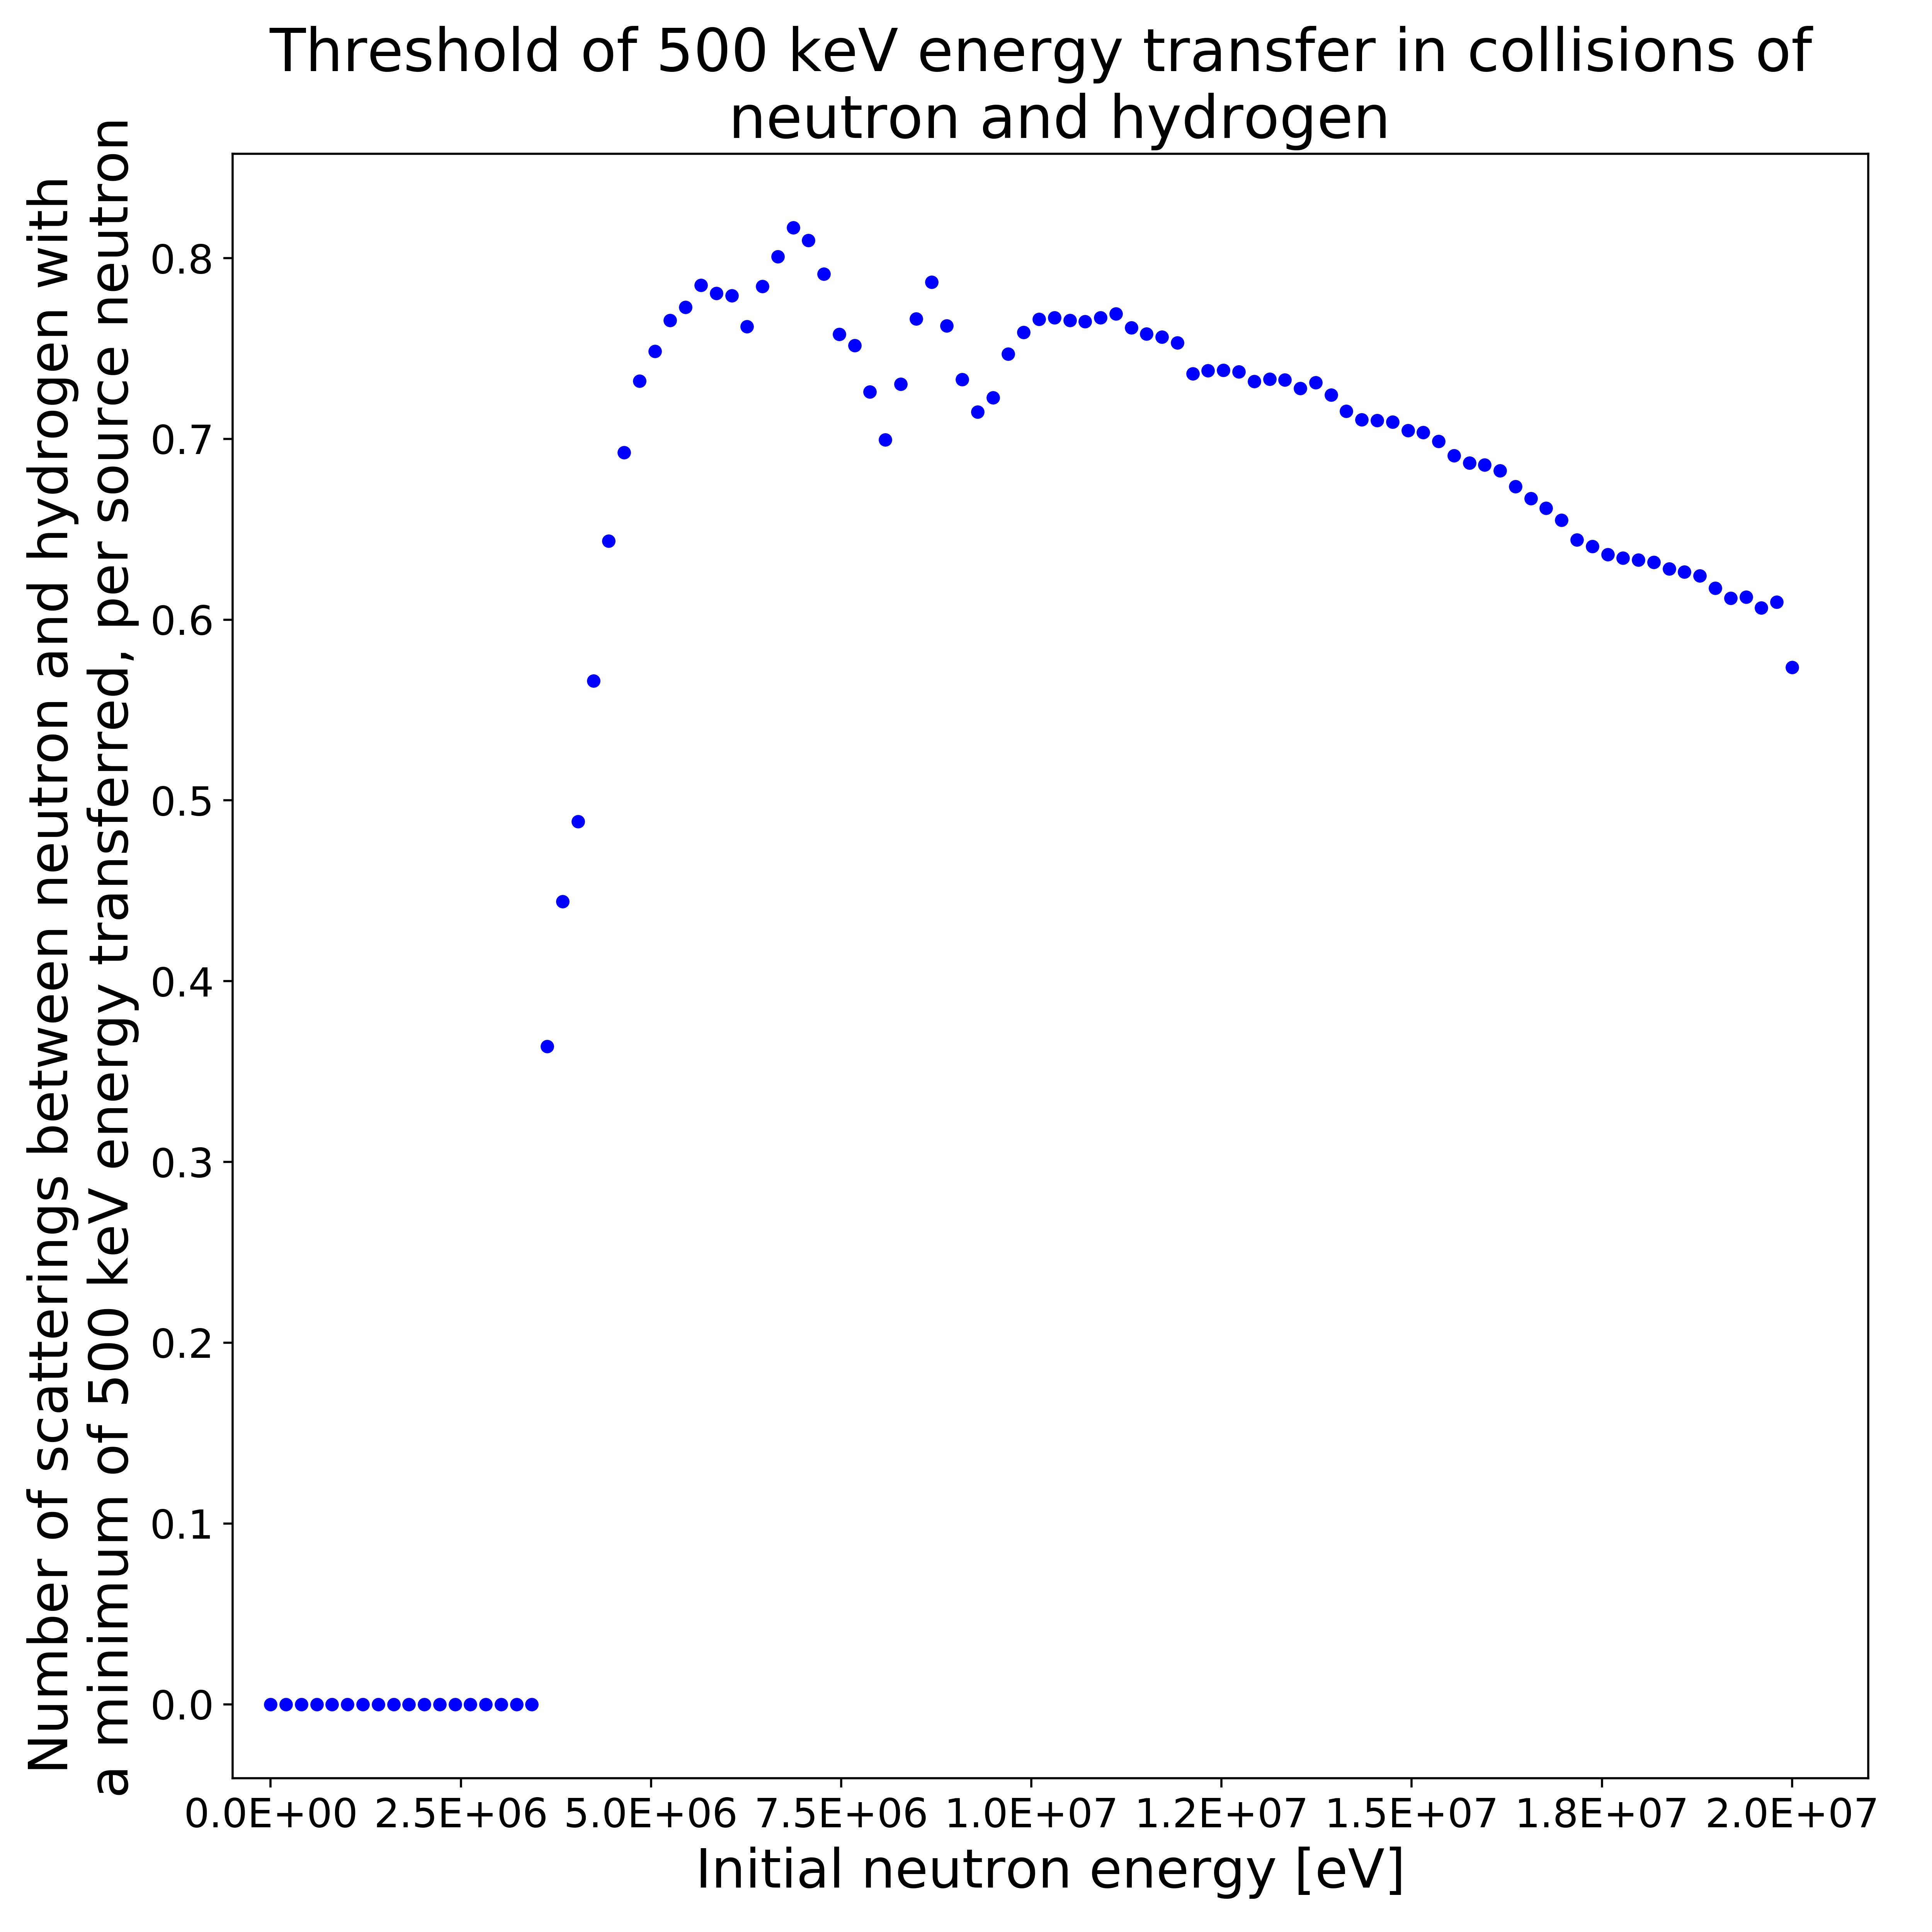 Threshold of 500 keV energy transfer in collisions of
neutron and hydrogen
Number of scatterings between neutron and hydrogen with
a minimum of 500 keV energy transferred, per source neutron
0.8
0.7
0.6
0.5
0.4
0.3
0.2
0.1
0.0
0.0E+00 2.5E+06 5.0E+06 7.5E+06 1.0E+07 1.2E+07 1.5E+07 1.8E+07 2.0E+07
Initial neutron energy [eV]